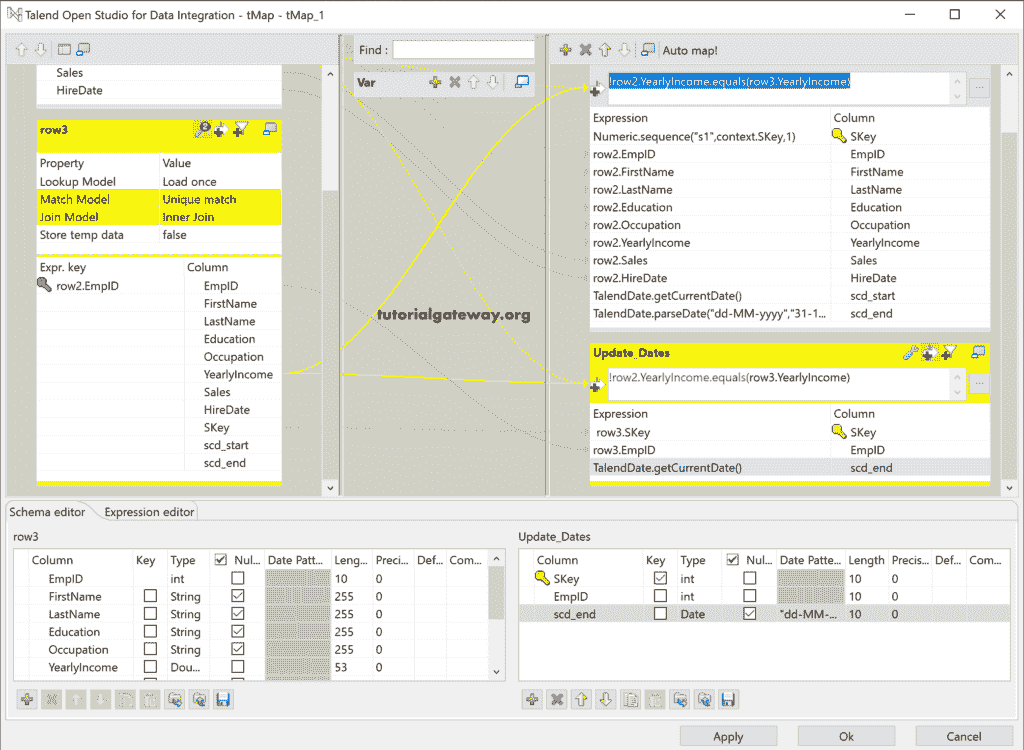 Talend Open Studio for Data Integration - tMap - tMap_1
Find :
Auto map!
Sales
HireDate
Var
row2.YearlyIncome.equals(row3.YearlyIncome)
...
row3
Property Value
Lookup Model Load once
Match Model Unique match
Join Model Inner Join
Store temp data false
Expr. key Column
row2.EmpID EmpID
FirstName
LastName
Education
Occupation
YearlyIncome
Sales
HireDate
SKey
scd_start
scd_end
tutorialgateway.org
Expression Column
Numeric.sequence("s1",context.SKey,1) SKey
row2.EmpID EmpID
row2.FirstName FirstName
row2.LastName LastName
row2.Education Education
row2.Occupation Occupation
row2.YearlyIncome YearlyIncome
row2.Sales Sales
row2.HireDate HireDate
TalendDate.getCurrentDate() scd_start
TalendDate.parseDate("dd-MM-yyyy","31-1... scd_end
Update_Dates
!row2.YearlyIncome.equals(row3.YearlyIncome)
...
Expression Column
row3.SKey SKey
row3.EmpID EmpID
TalendDate.getCurrentDate() scd_end
Schema editor Expression editor
row3
Column Key Type Nul... Date Patt... Leng... Preci... Def... Com...
EmpID int 10 0
FirstName String 255 0
LastName String 255 0
Education String 255 0
Occupation String 255 0
YearlyIncome Dou... 53 0
Update_Dates
Column Key Type Nul... Date Patte... Length Precis... Def... Com...
SKey int 10 0
EmpID int 10 0
scd_end Date "dd-MM-... 10 0
Apply Ok Cancel